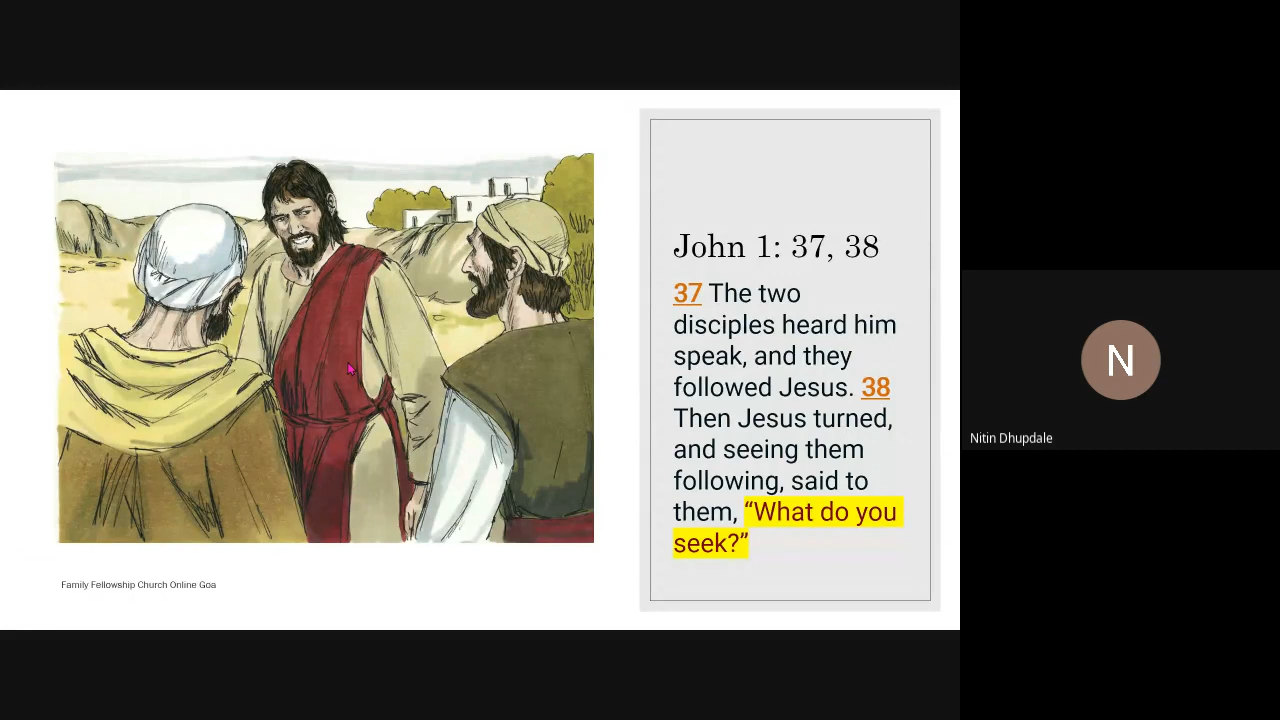 John 1: 37, 38
37 The two
disciples heard him
speak, and they
followed Jesus. 38
Then Jesus turned,
and seeing them
following, said to
them, “What do you
seek?”
Family Fellowship Church Online Goa
N
Nitin Dhupdale